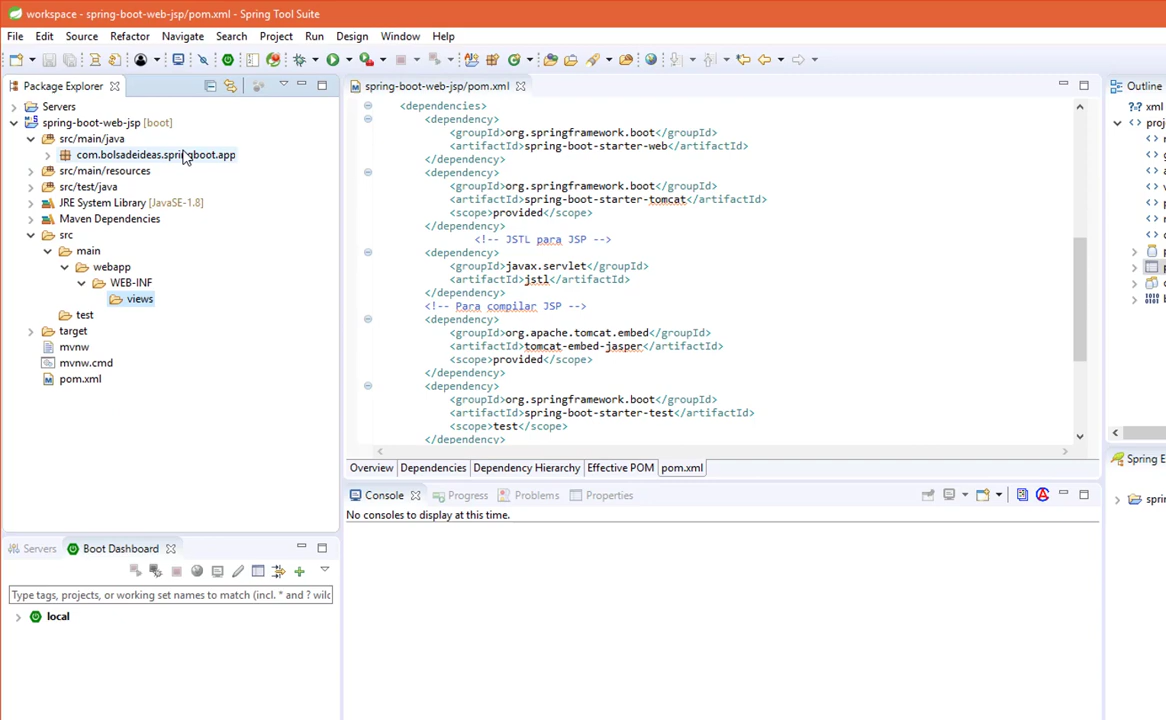 workspace - spring-boot-web-jsp/pom.xml - Spring Tool Suite
File Edit Source Refactor Navigate Search Project Run Design Window Help
Package Explorer
Servers
spring-boot-web-jsp [boot]
src/main/java
com.bolsadeideas.springboot.app
src/main/resources
src/test/java
JRE System Library [JavaSE-1.8]
Maven Dependencies
src
main
webapp
WEB-INF
views
test
target
mvnw
mvnw.cmd
pom.xml
spring-boot-web-jsp/pom.xml
<dependencies>
<dependency>
<groupId>org.springframework.boot</groupId>
<artifactId>spring-boot-starter-web</artifactId>
</dependency>
<dependency>
<groupId>org.springframework.boot</groupId>
<artifactId>spring-boot-starter-tomcat</artifactId>
<scope>provided</scope>
</dependency>
<!-- JSTL para JSP -->
<dependency>
<groupId>javax.servlet</groupId>
<artifactId>jstl</artifactId>
</dependency>
<!-- Para compilar JSP -->
<dependency>
<groupId>org.apache.tomcat.embed</groupId>
<artifactId>tomcat-embed-jasper</artifactId>
<scope>provided</scope>
</dependency>
<dependency>
<groupId>org.springframework.boot</groupId>
<artifactId>spring-boot-starter-test</artifactId>
<scope>test</scope>
</dependency>
Overview Dependencies Dependency Hierarchy Effective POM pom.xml
Outline
xml
proj
Spring E
spri
Console Progress Problems Properties
No consoles to display at this time.
Servers Boot Dashboard
Type tags, projects, or working set names to match (incl. * and ? wilc
local